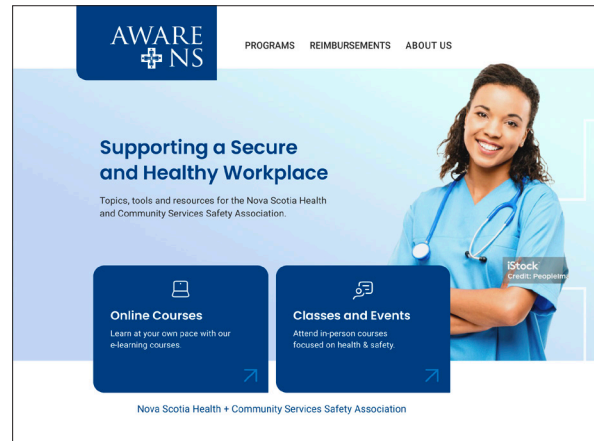 AWARE
NS
PROGRAMS REIMBURSEMENTS ABOUT US
Supporting a Secure
and Healthy Workplace
Topics, tools and resources for the Nova Scotia Health
and Community Services Safety Association.
iStock
Credit: Peopleim
Online Courses
Learn at your own pace with our
e-learning courses.
Classes and Events
Attend in-person courses
focused on health & safety.
Nova Scotia Health + Community Services Safety Association